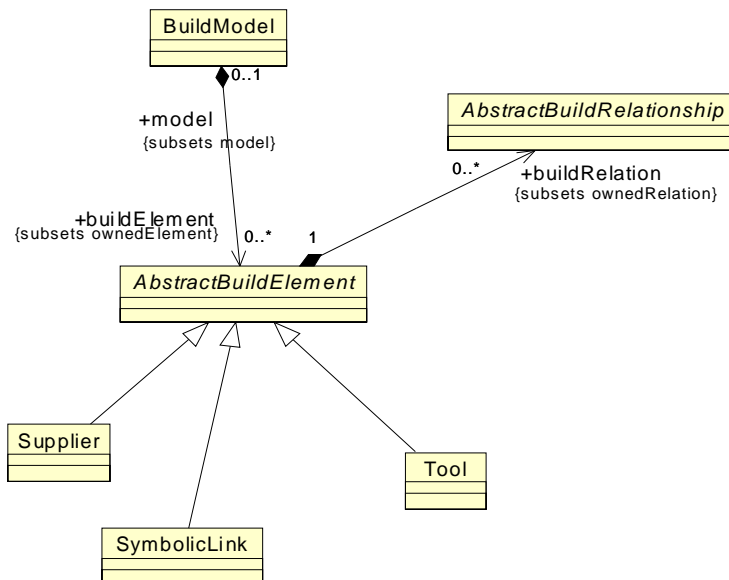 BuildModel
0..1
+model
{subsets model}
AbstractBuildRelationship
0..*
+buildRelation
{subsets ownedRelation}
+buildElement
{subsets ownedElement}
0..*
1
AbstractBuildElement
Supplier
Tool
SymbolicLink